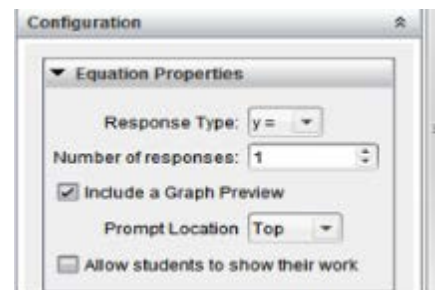 Configuration
Equation Properties
Response Type: y =
Number of responses: 1
Include a Graph Preview
Prompt Location Top
Allow students to show their work